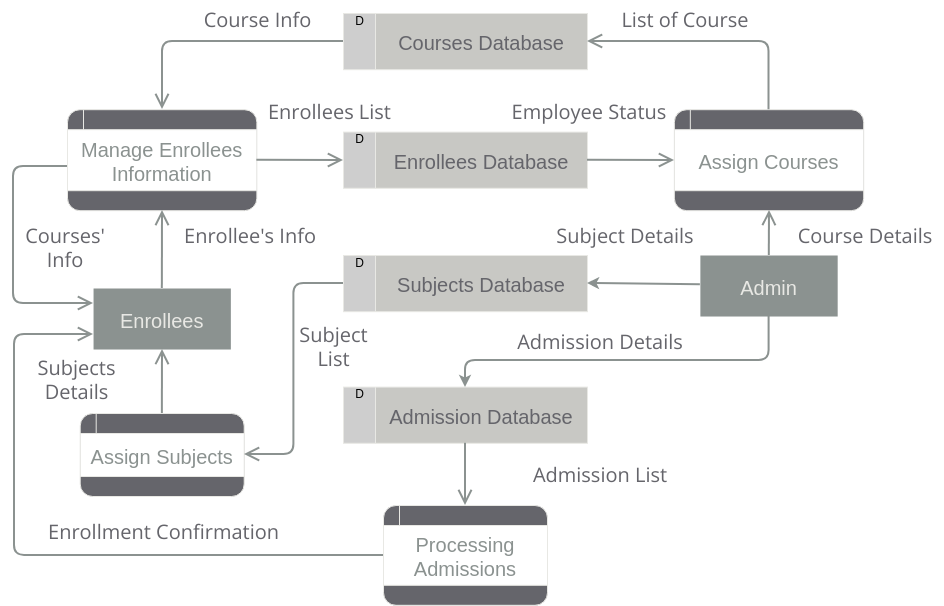 Course Info
D
Courses Database
List of Course
Enrollees List
Employee Status
Manage Enrollees
Information
D
Enrollees Database
Assign Courses
Courses'
Info
Enrollee's Info
Subject Details
Course Details
D
Subjects Database
Admin
Enrollees
Subject
List
Admission Details
Subjects
Details
D
Admission Database
Assign Subjects
Admission List
Enrollment Confirmation
Processing
Admissions